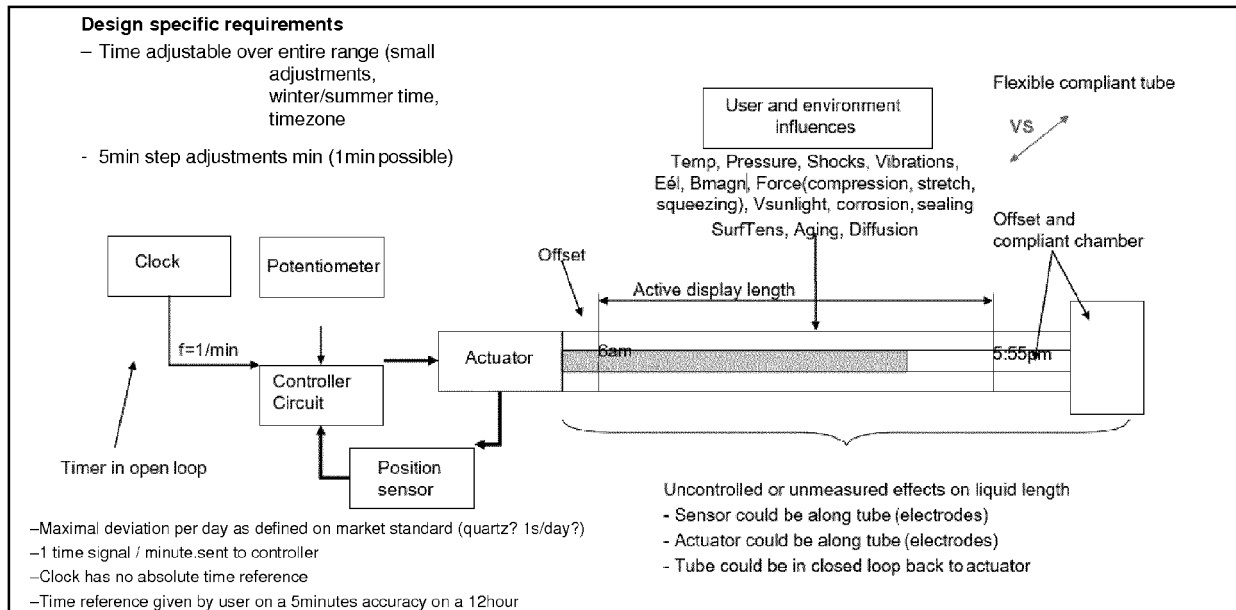 Design specific requirements
– Time adjustable over entire range (small
adjustments,
winter/summer time,
timezone
- 5min step adjustments min (1min possible)
User and environment
influences
Temp, Pressure, Shocks, Vibrations,
Eél, Bmagn, Force(compression, stretch,
squeezing), Vsunlight, corrosion, sealing
SurfTens, Aging, Diffusion
Flexible compliant tube
VS
Offset and
compliant chamber
Clock
Potentiometer
Offset
Active display length
f=1/min
Controller
Circuit
Actuator
6am
5:55pm
Timer in open loop
Position
sensor
–Maximal deviation per day as defined on market standard (quartz? 1s/day?)
–1 time signal / minute.sent to controller
–Clock has no absolute time reference
–Time reference given by user on a 5minutes accuracy on a 12hour
Uncontrolled or unmeasured effects on liquid length
- Sensor could be along tube (electrodes)
- Actuator could be along tube (electrodes)
- Tube could be in closed loop back to actuator